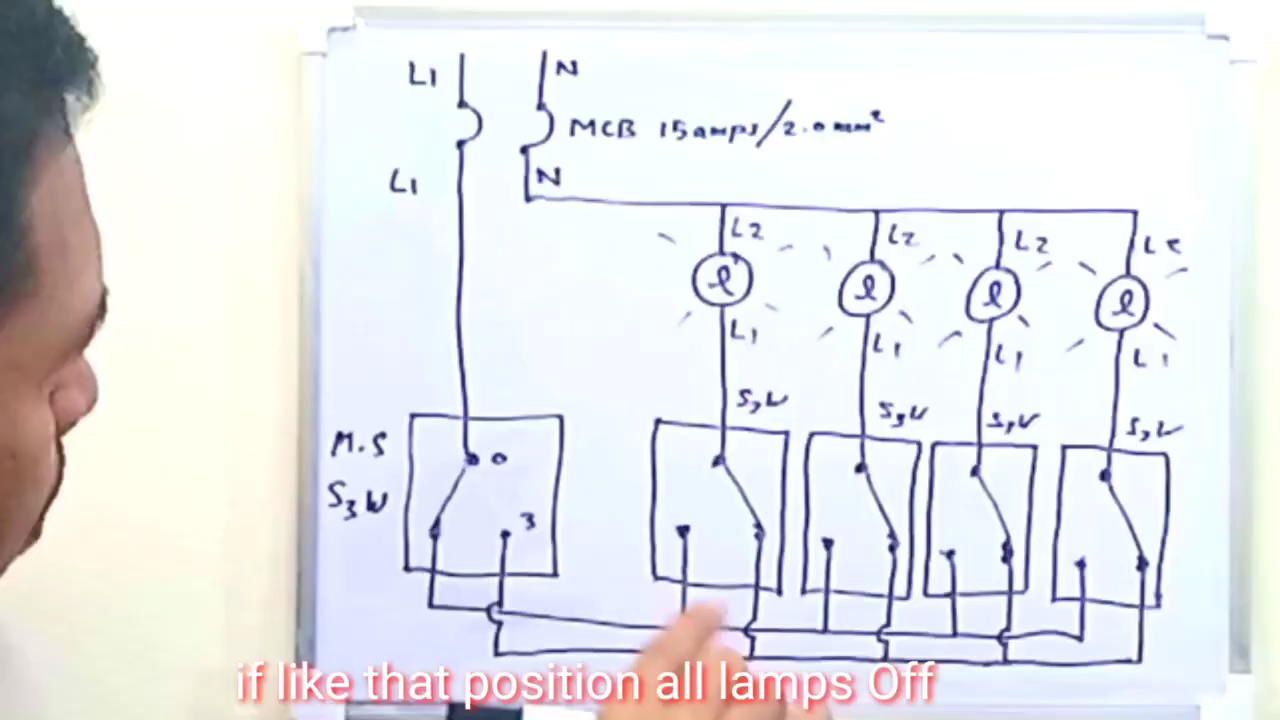 L1 N
MCB 15amps/2.0mm²
L1 N
L2 L2 L2 L2
l l l l
L1 L1 L1 L1
S3W S3W S3W S3W
M.S
S3W
0
3
if like that position all lamps Off